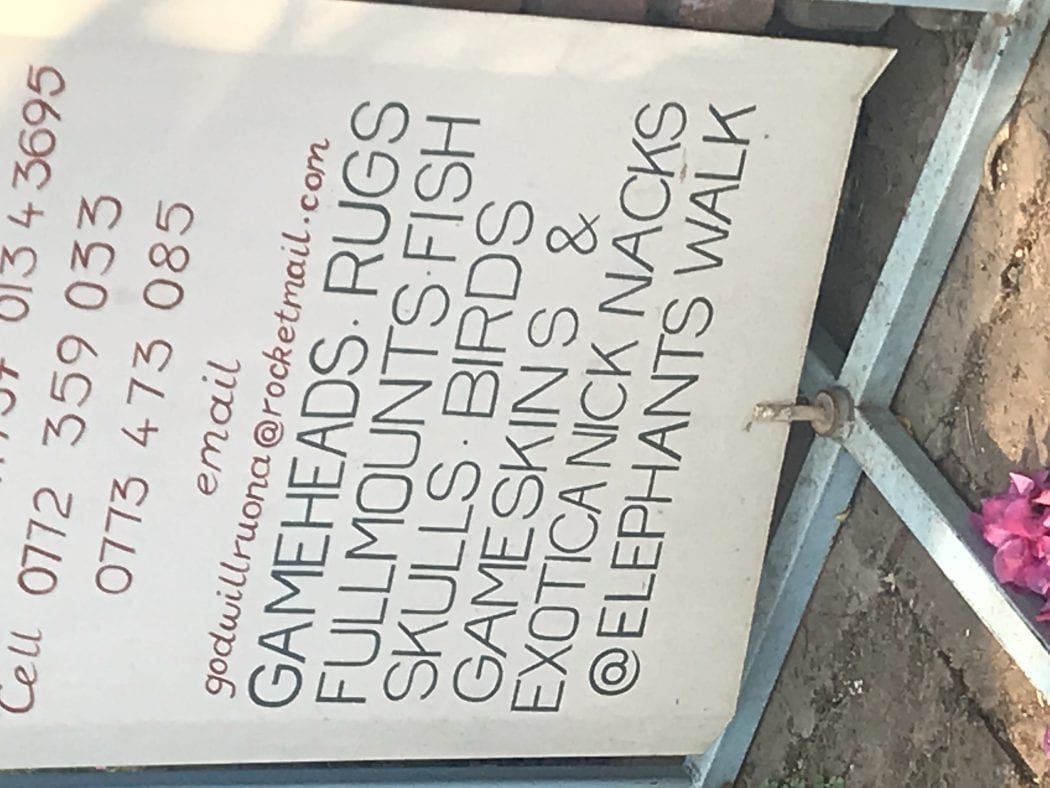 013 43695
Cell 0772 359 033
0773 473 085
email
godwillruona@rocketmail.com
GAMEHEADS. RUGS
FULLMOUNTS.FISH
SKULLS. BIRDS
GAMESKINS &
EXOTICA NICK NACKS
@ELEPHANTS WALK